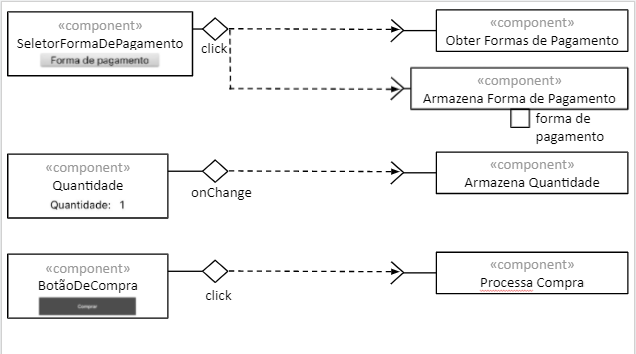 «component»
SeletorFormaDePagamento
Forma de pagamento
click
«component»
Obter Formas de Pagamento
«component»
Armazena Forma de Pagamento
forma de
pagamento
«component»
Quantidade
Quantidade: 1
onChange
«component»
Armazena Quantidade
«component»
BotãoDeCompra
Comprar
click
«component»
Processa Compra